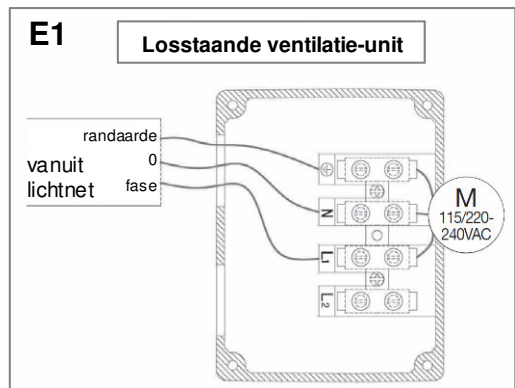 E1
Losstaande ventilatie-unit
randaarde
vanuit
lichtnet
0
fase
N
L1
L2
M
115/220-
240VAC